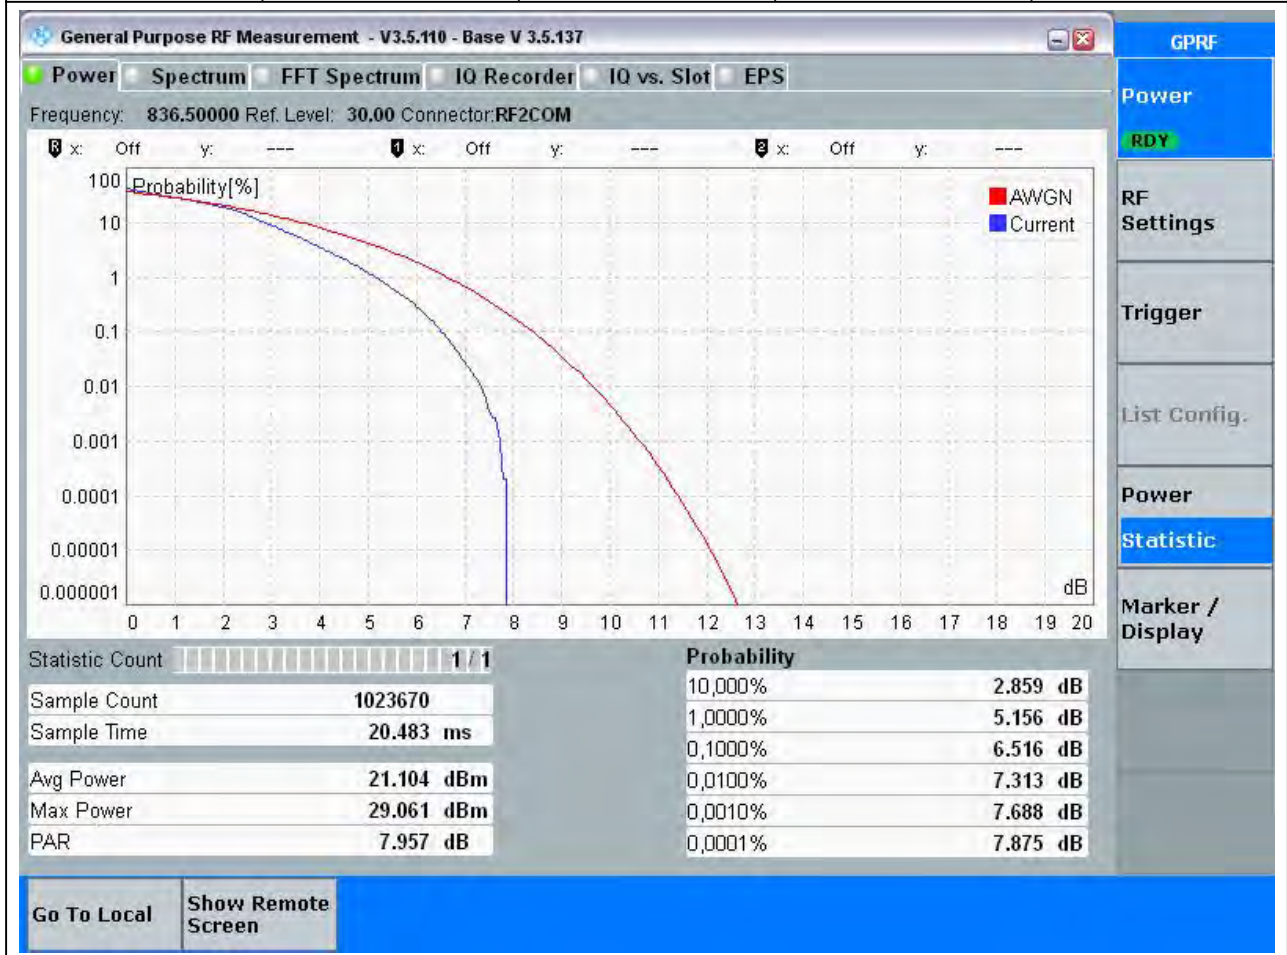 General Purpose RF Measurement - V3.5.110 - Base V 3.5.137
GPRF
Power Spectrum FFT Spectrum IQ Recorder IQ vs. Slot EPS
Frequency: 836.50000 Ref. Level: 30.00 Connector:RF2COM
R x: Off y: --- 1 x: Off y: --- 2 x: Off y: ---
Probability[%]
AWGN
Current
100
10
1
0.1
0.01
0.001
0.0001
0.00001
0.000001
dB
0 1 2 3 4 5 6 7 8 9 10 11 12 13 14 15 16 17 18 19 20
Statistic Count 1 / 1
Sample Count 1023670
Sample Time 20.483 ms
Avg Power 21.104 dBm
Max Power 29.061 dBm
PAR 7.957 dB
Probability
10,000% 2.859 dB
1,0000% 5.156 dB
0,1000% 6.516 dB
0,0100% 7.313 dB
0,0010% 7.688 dB
0,0001% 7.875 dB
Power
RDY
RF
Settings
Trigger
List Config.
Power
Statistic
Marker /
Display
Go To Local
Show Remote
Screen